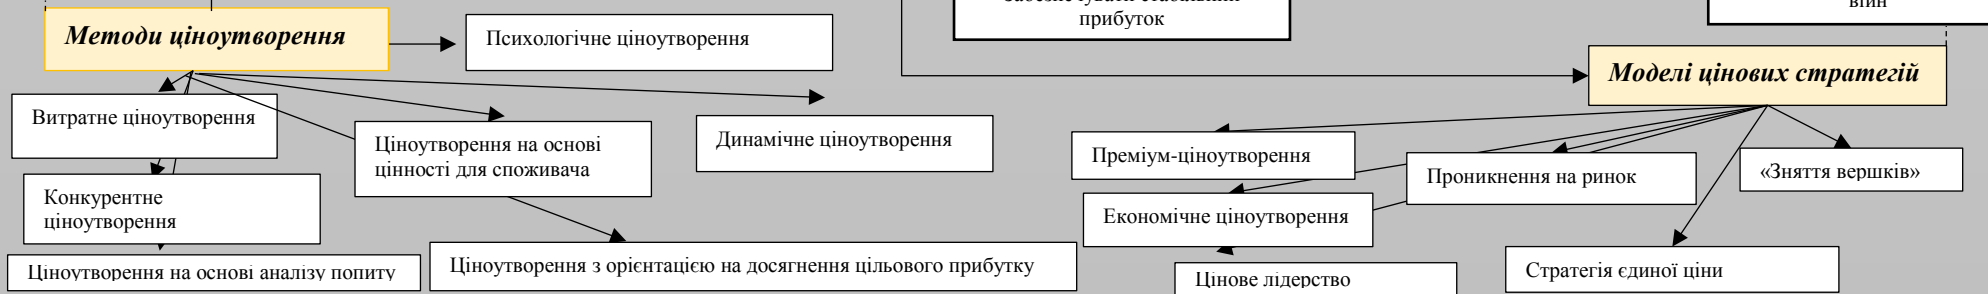 прибуток
війн
Методи ціноутворення
Психологічне ціноутворення
Моделі цінових стратегій
Витратне ціноутворення
Ціноутворення на основі
цінності для споживача
Динамічне ціноутворення
Преміум-ціноутворення
Проникнення на ринок
«Зняття вершків»
Конкурентне
ціноутворення
Економічне ціноутворення
Ціноутворення на основі аналізу попиту
Ціноутворення з орієнтацією на досягнення цільового прибутку
Цінове лідерство
Стратегія єдиної ціни